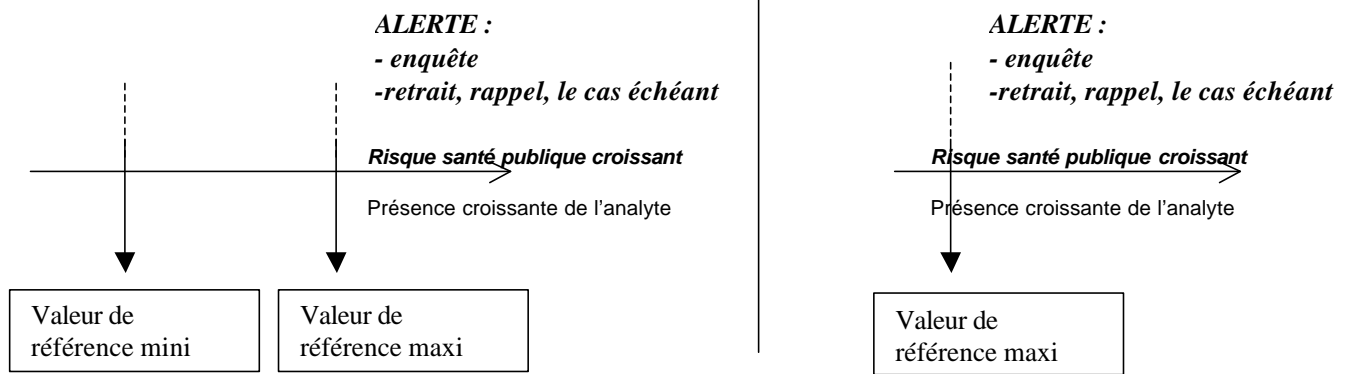 ALERTE :
- enquête
-retrait, rappel, le cas échéant
Risque santé publique croissant
Présence croissante de l'analyte
Valeur de
référence mini
Valeur de
référence maxi
ALERTE :
- enquête
-retrait, rappel, le cas échéant
Risque santé publique croissant
Présence croissante de l'analyte
Valeur de
référence maxi